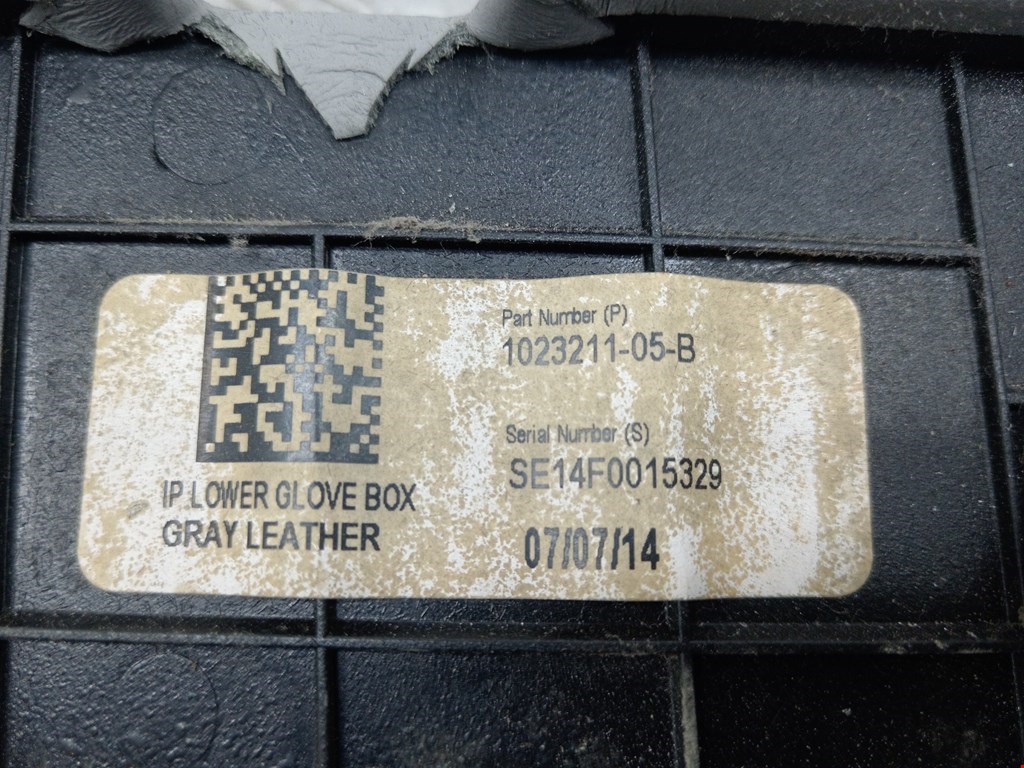 Part Number (P)
1023211-05-B
Serial Number (S)
SE14F0015329
IP LOWER GLOVE BOX
GRAY LEATHER
07/07/14